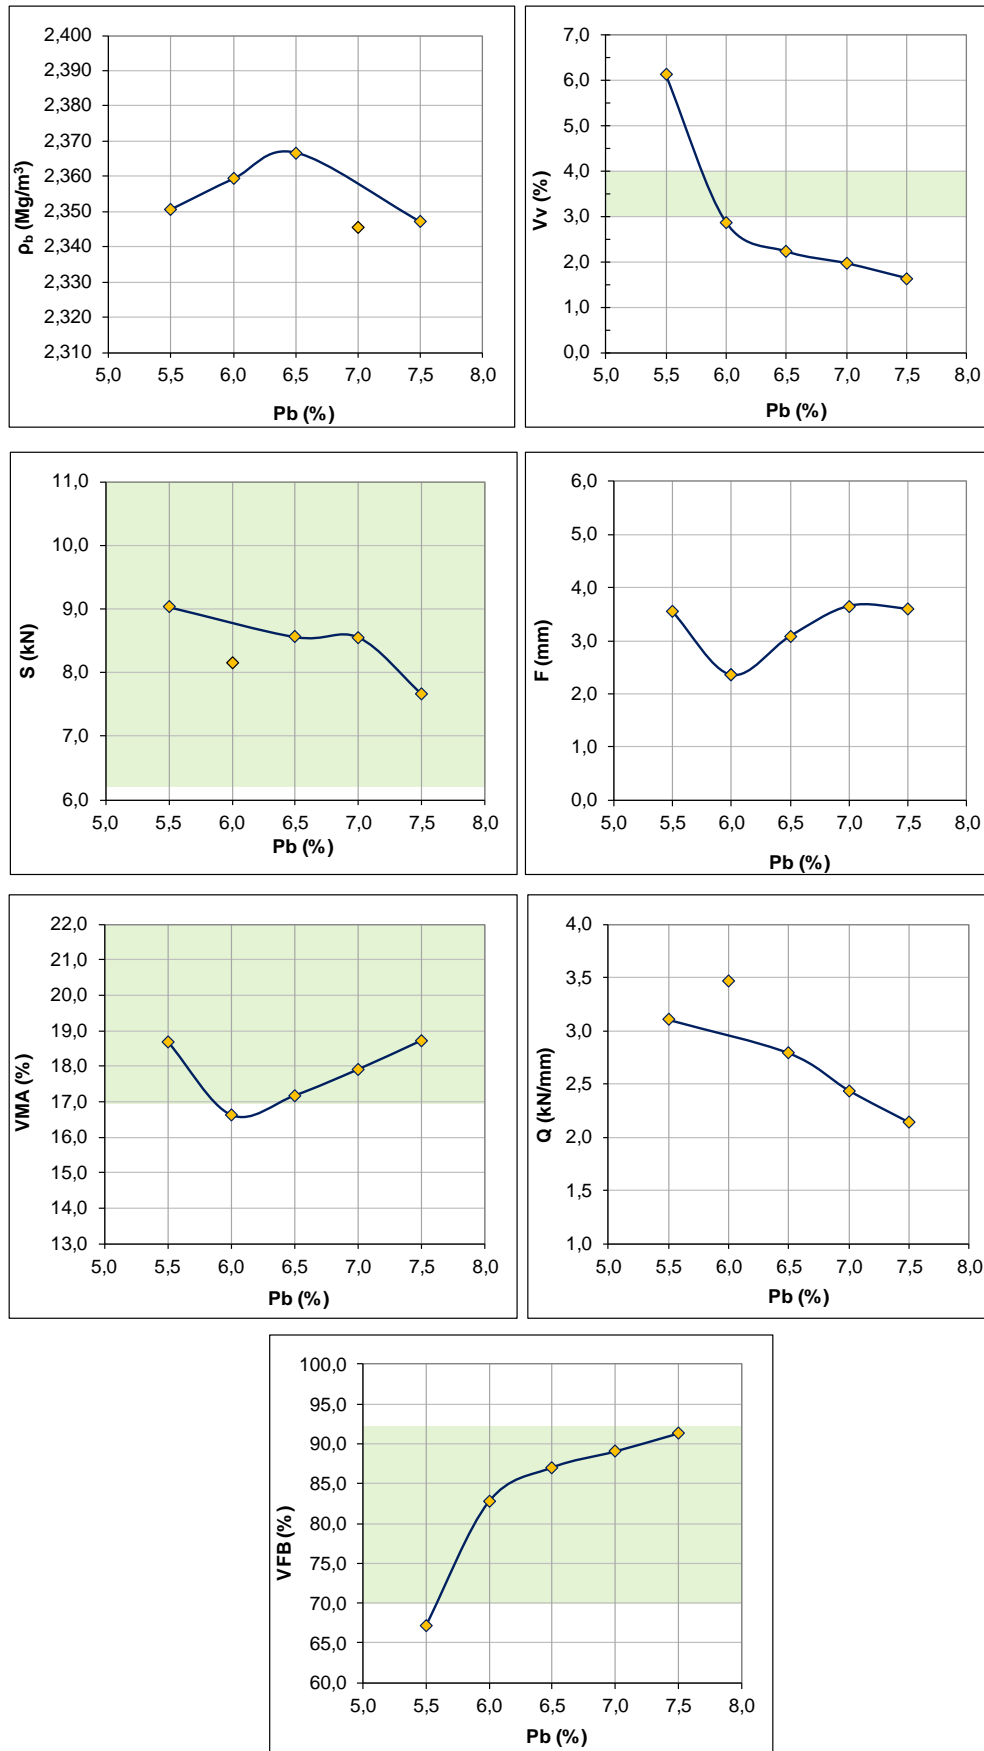 2,400
2,390
2,380
2,370
2,360
2,350
2,340
2,330
2,320
2,310
ρb (Mg/m³)
5,0 5,5 6,0 6,5 7,0 7,5 8,0
Pb (%)
7,0
6,0
5,0
4,0
3,0
2,0
1,0
0,0
Vv (%)
5,0 5,5 6,0 6,5 7,0 7,5 8,0
Pb (%)
11,0
10,0
9,0
8,0
7,0
6,0
S (kN)
5,0 5,5 6,0 6,5 7,0 7,5 8,0
Pb (%)
6,0
5,0
4,0
3,0
2,0
1,0
0,0
F (mm)
5,0 5,5 6,0 6,5 7,0 7,5 8,0
Pb (%)
22,0
21,0
20,0
19,0
18,0
17,0
16,0
15,0
14,0
13,0
VMA (%)
5,0 5,5 6,0 6,5 7,0 7,5 8,0
Pb (%)
4,0
3,5
3,0
2,5
2,0
1,5
1,0
Q (kN/mm)
5,0 5,5 6,0 6,5 7,0 7,5 8,0
Pb (%)
100,0
95,0
90,0
85,0
80,0
75,0
70,0
65,0
60,0
VFB (%)
5,0 5,5 6,0 6,5 7,0 7,5 8,0
Pb (%)